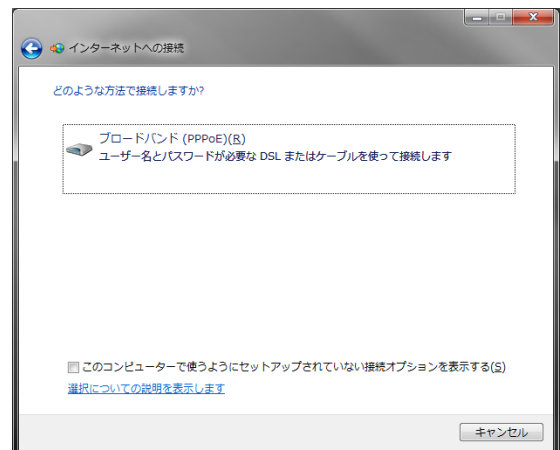 インターネットへの接続
どのような方法で接続しますか?
ブロードバンド (PPPoE)(R)
ユーザー名とパスワードが必要な DSL またはケーブルを使って接続します
このコンピューターで使うようにセットアップされていない接続オプションを表示する(S)
選択についての説明を表示します
キャンセル